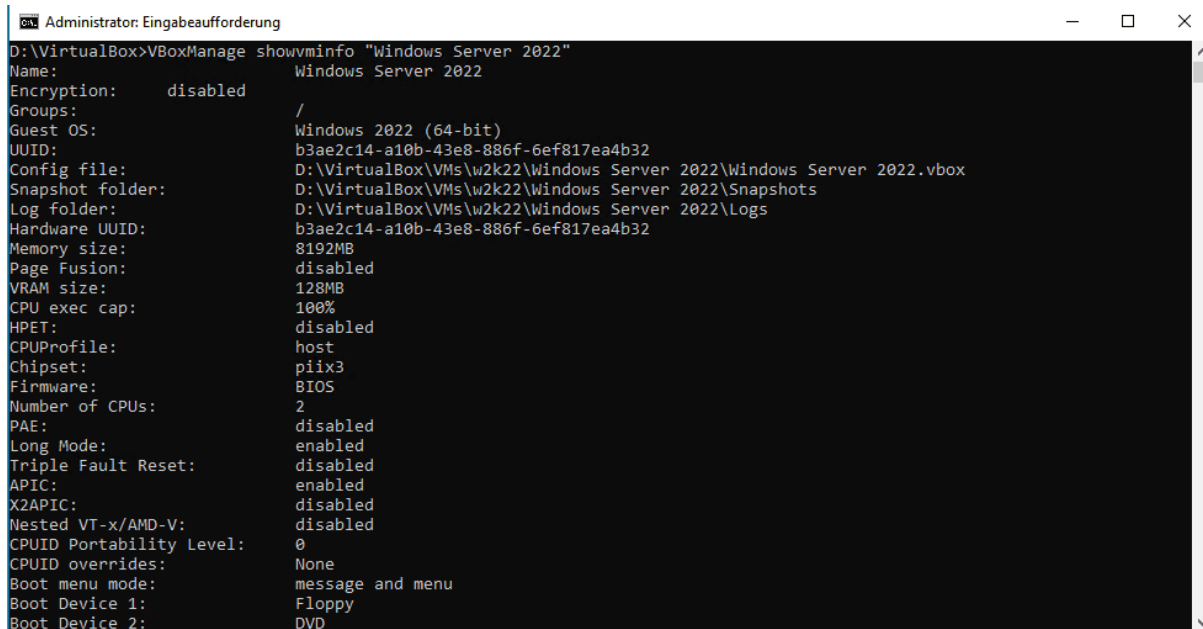 Administrator: Eingabeaufforderung
D:\VirtualBox>VBoxManage showvminfo "Windows Server 2022"
Name: Windows Server 2022
Encryption: disabled
Groups: /
Guest OS: Windows 2022 (64-bit)
UUID: b3ae2c14-a10b-43e8-886f-6ef817ea4b32
Config file: D:\VirtualBox\VMs\w2k22\Windows Server 2022\Windows Server 2022.vbox
Snapshot folder: D:\VirtualBox\VMs\w2k22\Windows Server 2022\Snapshots
Log folder: D:\VirtualBox\VMs\w2k22\Windows Server 2022\Logs
Hardware UUID: b3ae2c14-a10b-43e8-886f-6ef817ea4b32
Memory size: 8192MB
Page Fusion: disabled
VRAM size: 128MB
CPU exec cap: 100%
HPET: disabled
CPUProfile: host
Chipset: piix3
Firmware: BIOS
Number of CPUs: 2
PAE: disabled
Long Mode: enabled
Triple Fault Reset: disabled
APIC: enabled
X2APIC: disabled
Nested VT-x/AMD-V: disabled
CPUID Portability Level: 0
CPUID overrides: None
Boot menu mode: message and menu
Boot Device 1: Floppy
Boot Device 2: DVD